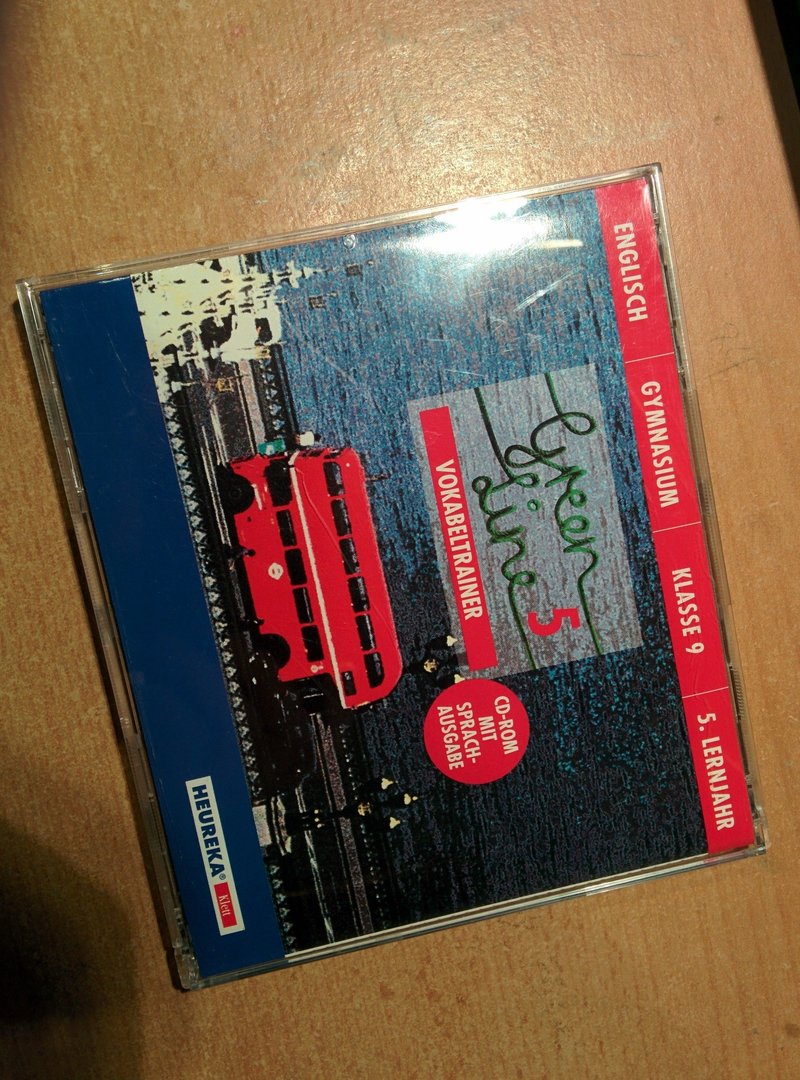 ENGLISCH GYMNASIUM KLASSE 9 5. LERNJAHR
Green
Line 5
VOKABELTRAINER
CD-ROM
MIT
SPRACH-
AUSGABE
HEUREKA® Klett